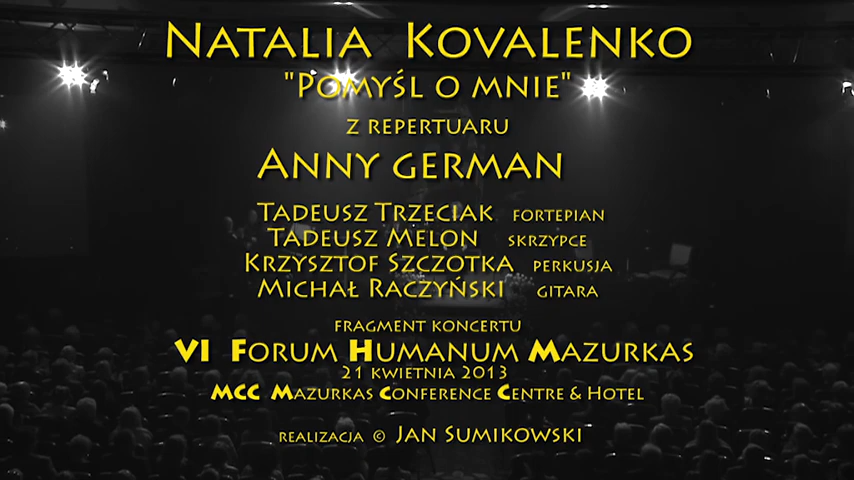 Natalia Kovalenko
"Pomyśl o mnie"
z repertuaru
Anny German
Tadeusz Trzeciak fortepian
Tadeusz Melon skrzypce
Krzysztof Szczotka perkusja
Michał Raczyński gitara
fragment koncertu
VI Forum Humanum Mazurkas
21 kwietnia 2013
MCC Mazurkas Conference Centre & Hotel
realizacja © Jan Sumikowski